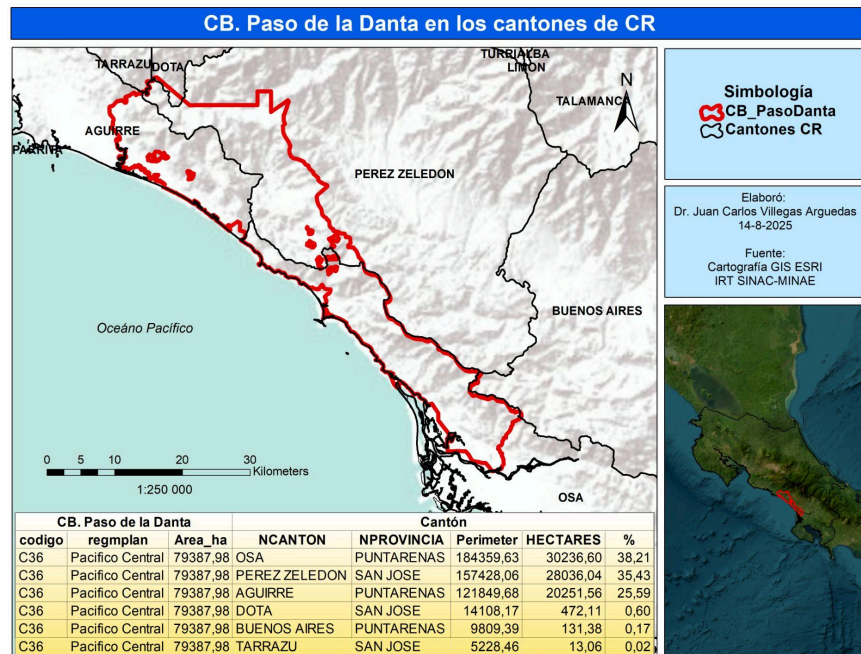 CB. Paso de la Danta en los cantones de CR
TURRIALBA
LIMON
TARRAZU
DOTA
N
TALAMANCA
AGUIRRE
PARRITA
PEREZ ZELEDON
BUENOS AIRES
Oceáno Pacífico
0 5 10 20 30
Kilometers
1:250 000
OSA
Simbología
CB_PasoDanta
Cantones CR
Elaboró:
Dr. Juan Carlos Villegas Arguedas
14-8-2025
Fuente:
Cartografía GIS ESRI
IRT SINAC-MINAE
CB. Paso de la Danta Cantón
codigo regmplan Area_ha NCANTON NPROVINCIA Perimeter HECTARES %
C36 Pacifico Central 79387,98 OSA PUNTARENAS 184359,63 30236,60 38,21
C36 Pacifico Central 79387,98 PEREZ ZELEDON SAN JOSE 157428,06 28036,04 35,43
C36 Pacifico Central 79387,98 AGUIRRE PUNTARENAS 121849,68 20251,56 25,59
C36 Pacifico Central 79387,98 DOTA SAN JOSE 14108,17 472,11 0,60
C36 Pacifico Central 79387,98 BUENOS AIRES PUNTARENAS 9809,39 131,38 0,17
C36 Pacifico Central 79387,98 TARRAZU SAN JOSE 5228,46 13,06 0,02